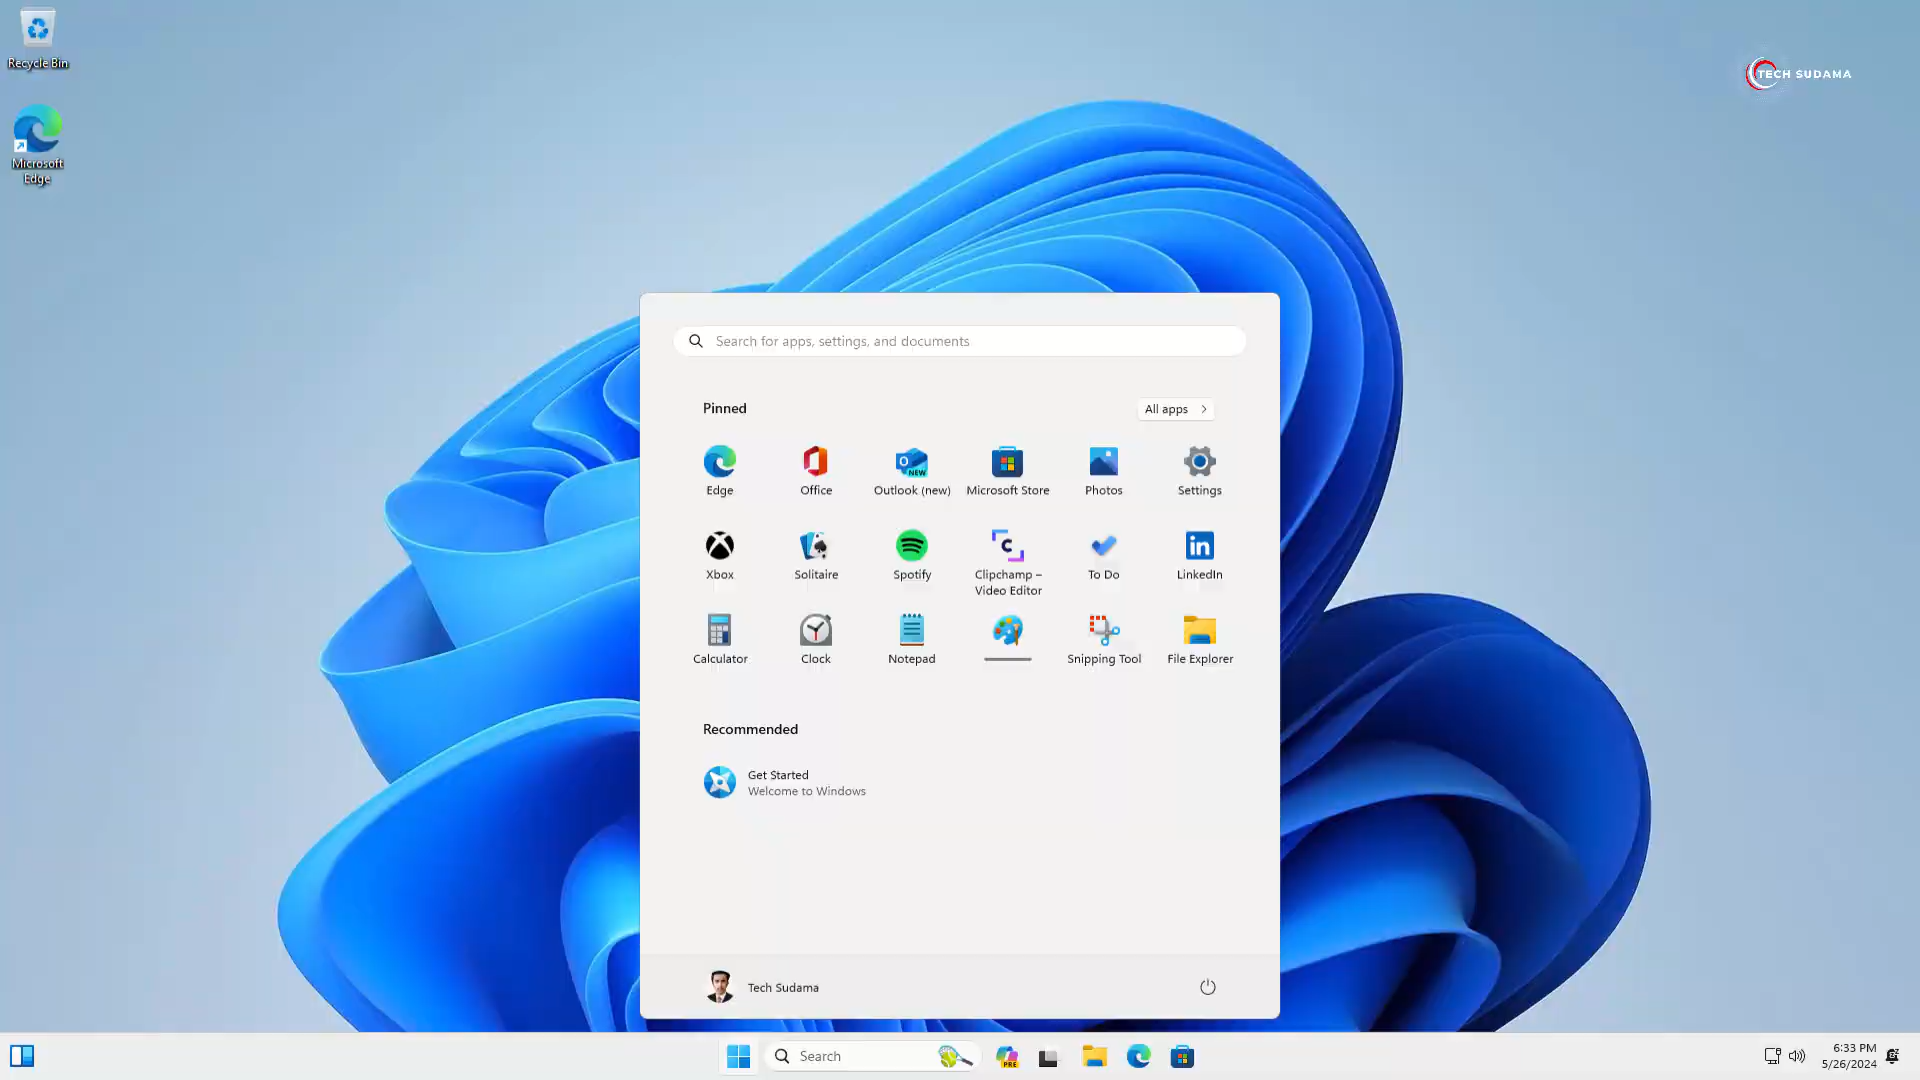 Recycle Bin
Microsoft
Edge
TECH SUDAMA
Search for apps, settings, and documents
Pinned
All apps
Edge
Office
NEW
Outlook (new)
Microsoft Store
Photos
Settings
Xbox
Solitaire
Spotify
Clipchamp –
Video Editor
To Do
LinkedIn
Calculator
Clock
Notepad
Snipping Tool
File Explorer
Recommended
Get Started
Welcome to Windows
Tech Sudama
Search
PRE
6:33 PM
5/26/2024